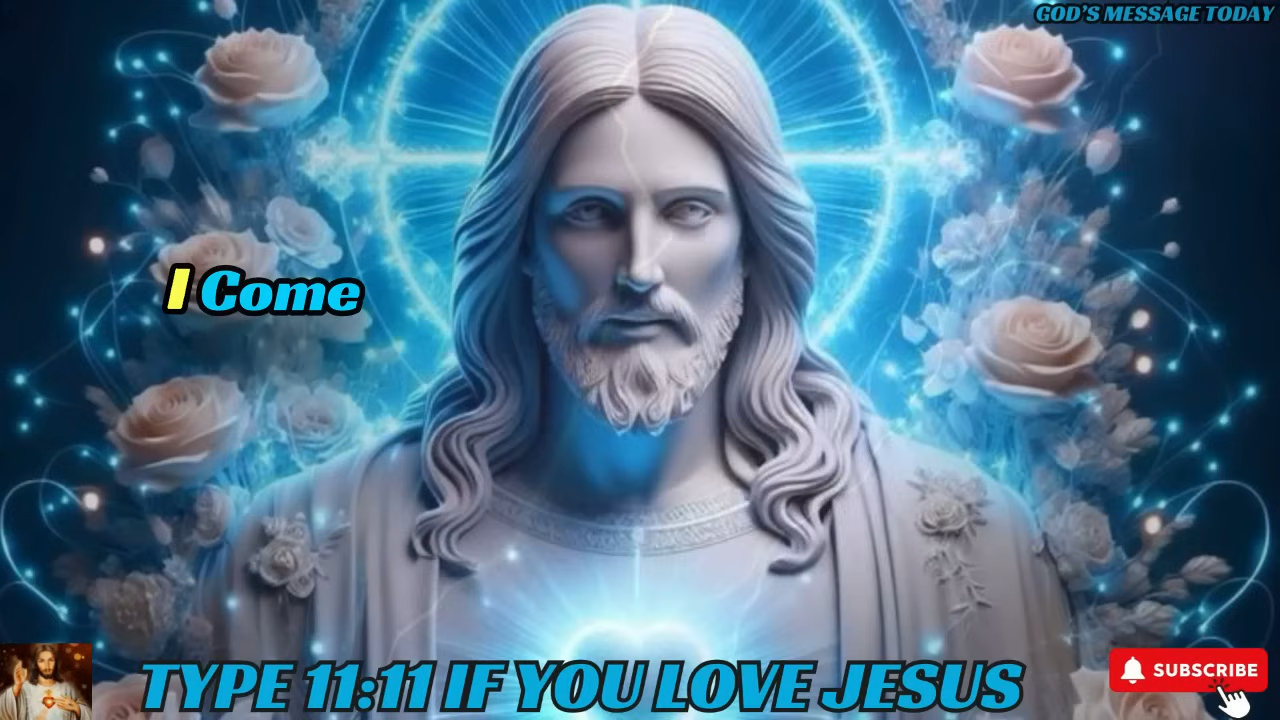 GOD'S MESSAGE TODAY
I Come
TYPE 11:11 IF YOU LOVE JESUS
SUBSCRIBE